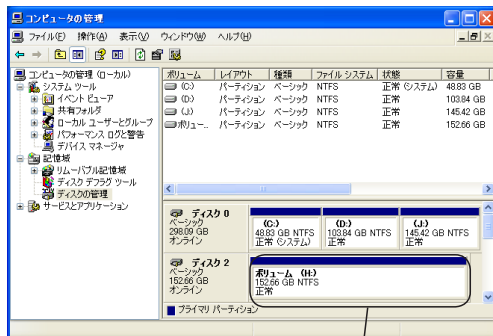 コンピュータの管理
ファイル(F) 操作(A) 表示(V) ウィンドウ(W) ヘルプ(H)
コンピュータの管理 (ローカル)
システム ツール
イベント ビューア
共有フォルダ
ローカル ユーザーとグループ
パフォーマンス ログと警告
デバイス マネージャ
記憶域
リムーバブル記憶域
ディスク デフラグ ツール
ディスクの管理
サービスとアプリケーション
ボリューム レイアウト 種類 ファイル システム 状態 容量
(C:) パーティション ベーシック NTFS 正常 (システム) 48.83 GB
(D:) パーティション ベーシック NTFS 正常 103.84 GB
(J:) パーティション ベーシック NTFS 正常 145.42 GB
ボリュー... パーティション ベーシック NTFS 正常 152.66 GB
ディスク 0
ベーシック
298.09 GB
オンライン
(C:)
48.83 GB NTFS
正常 (システム)
(D:)
103.84 GB NTFS
正常
(J:)
145.42 GB NTFS
正常
ディスク 2
ベーシック
152.66 GB
オンライン
ボリューム (H:)
152.66 GB NTFS
正常
プライマリ パーティション